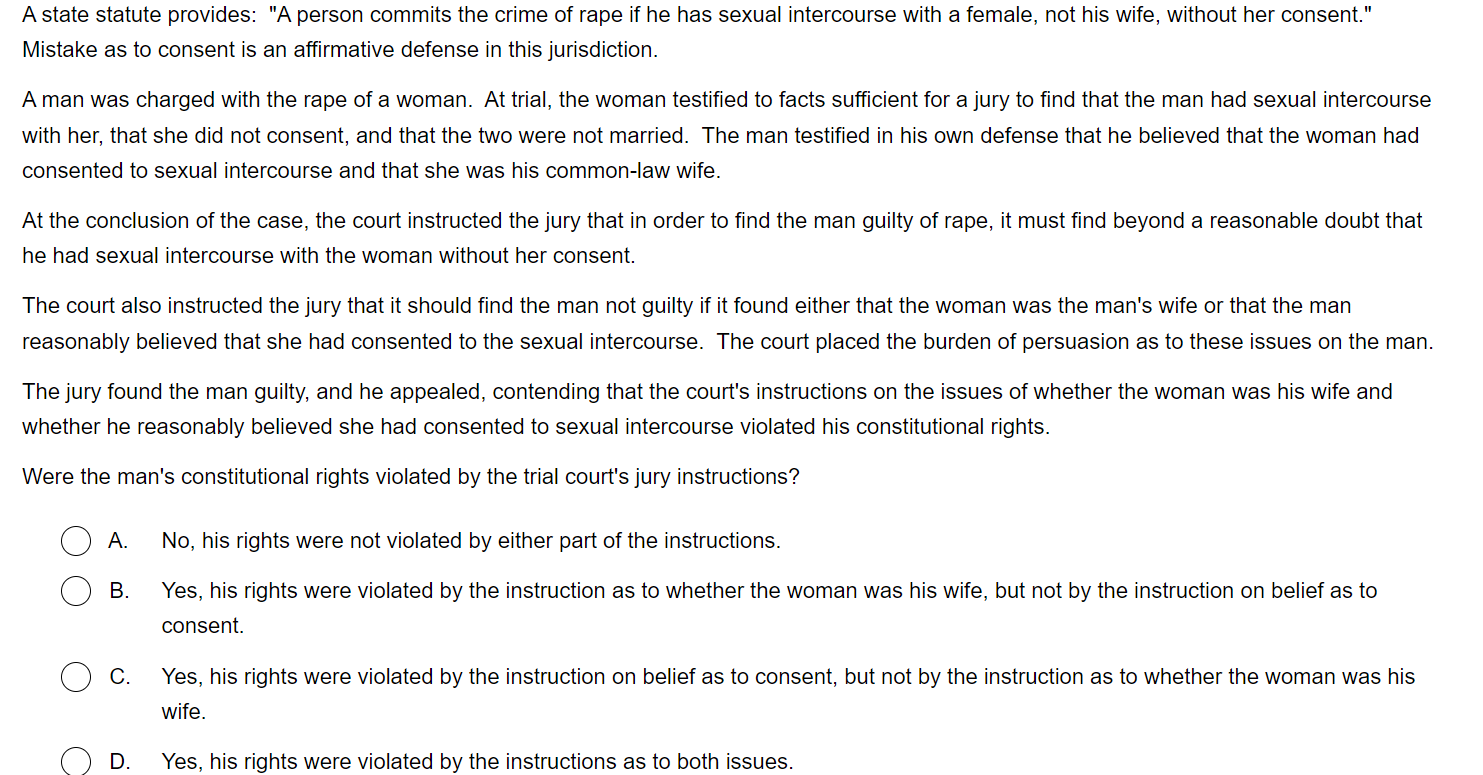 A state statute provides:  "A person commits the crime of rape if he has sexual intercourse with a female, not his wife, without her consent."
Mistake as to consent is an affirmative defense in this jurisdiction.
A man was charged with the rape of a woman.  At trial, the woman testified to facts sufficient for a jury to find that the man had sexual intercourse
with her, that she did not consent, and that the two were not married.  The man testified in his own defense that he believed that the woman had
consented to sexual intercourse and that she was his common-law wife.
At the conclusion of the case, the court instructed the jury that in order to find the man guilty of rape, it must find beyond a reasonable doubt that
he had sexual intercourse with the woman without her consent.
The court also instructed the jury that it should find the man not guilty if it found either that the woman was the man's wife or that the man
reasonably believed that she had consented to the sexual intercourse.  The court placed the burden of persuasion as to these issues on the man.
The jury found the man guilty, and he appealed, contending that the court's instructions on the issues of whether the woman was his wife and
whether he reasonably believed she had consented to sexual intercourse violated his constitutional rights.
Were the man's constitutional rights violated by the trial court's jury instructions?
A. No, his rights were not violated by either part of the instructions.
B. Yes, his rights were violated by the instruction as to whether the woman was his wife, but not by the instruction on belief as to
consent.
C. Yes, his rights were violated by the instruction on belief as to consent, but not by the instruction as to whether the woman was his
wife.
D. Yes, his rights were violated by the instructions as to both issues.